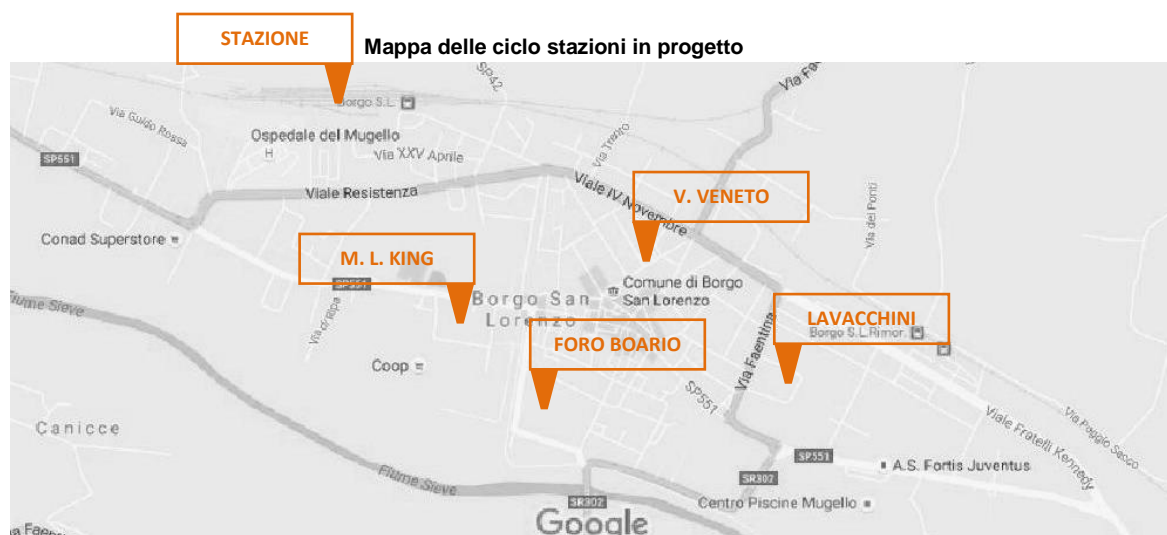 STAZIONE
Mappa delle ciclo stazioni in progetto
SP42
Via Fa
Borgo S.L.
Via Guido Rossa
Ospedale del Mugello
H
Via XXV Aprile
Via Trento
SP551
Viale Resistenza
Viale IV Novembre
V. VENETO
Via dei Ponti
Conad Superstore
M. L. KING
SP551
Comune di Borgo
San Lorenzo
Borgo San
Lorenzo
Fiume Sieve
LAVACCHINI
Borgo S.L.Rimor.
FORO BOARIO
Via Faentina
Coop
SP551
Canicce
Viale Fratelli Kennedy
Via Poggio Secco
SP551
A.S. Fortis Juventus
Fiume Sieve
SR302
Centro Piscine Mugello
SR302
Google